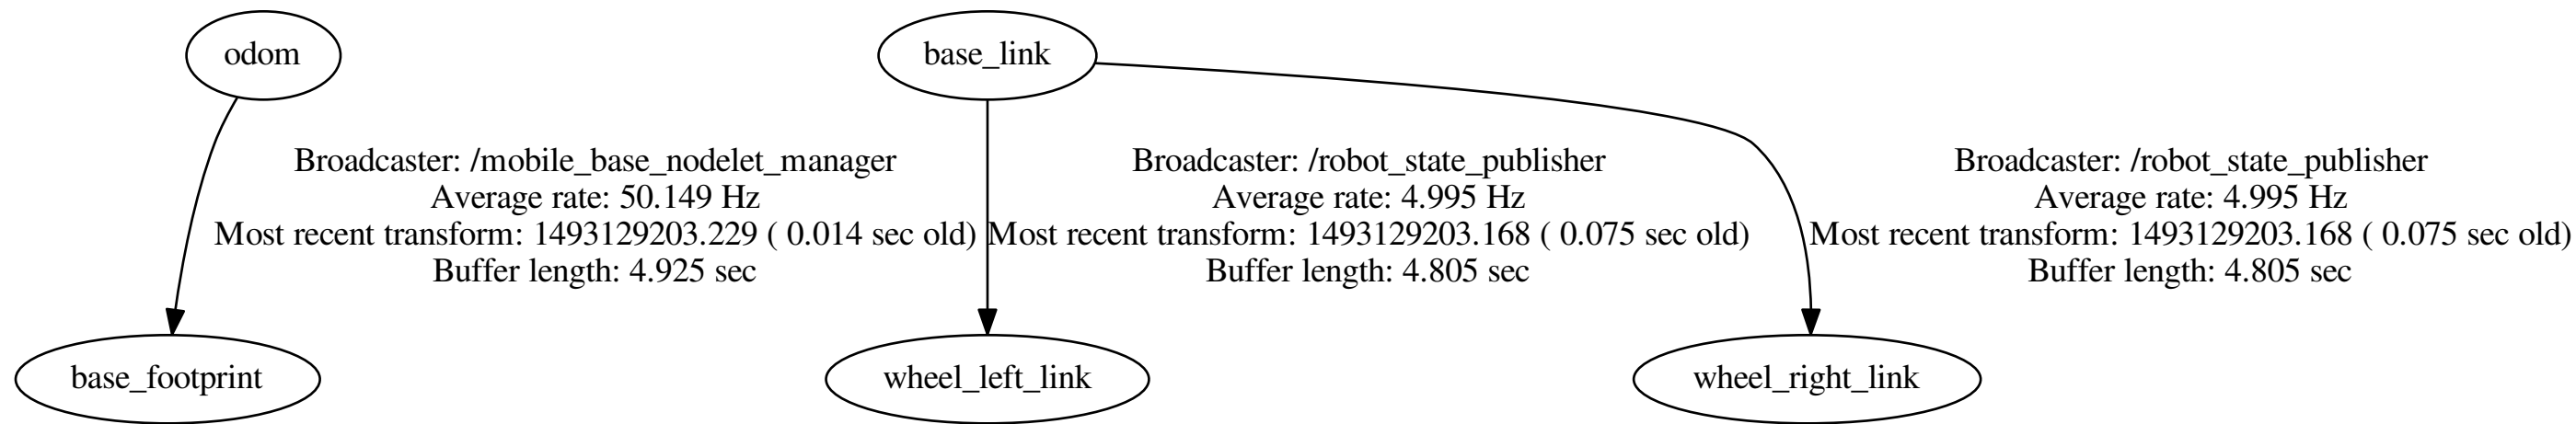 odom
base_link
Broadcaster: /mobile_base_nodelet_manager
Average rate: 50.149 Hz
Most recent transform: 1493129203.229 ( 0.014 sec old)
Buffer length: 4.925 sec
Broadcaster: /robot_state_publisher
Average rate: 4.995 Hz
Most recent transform: 1493129203.168 ( 0.075 sec old)
Buffer length: 4.805 sec
Broadcaster: /robot_state_publisher
Average rate: 4.995 Hz
Most recent transform: 1493129203.168 ( 0.075 sec old)
Buffer length: 4.805 sec
base_footprint
wheel_left_link
wheel_right_link